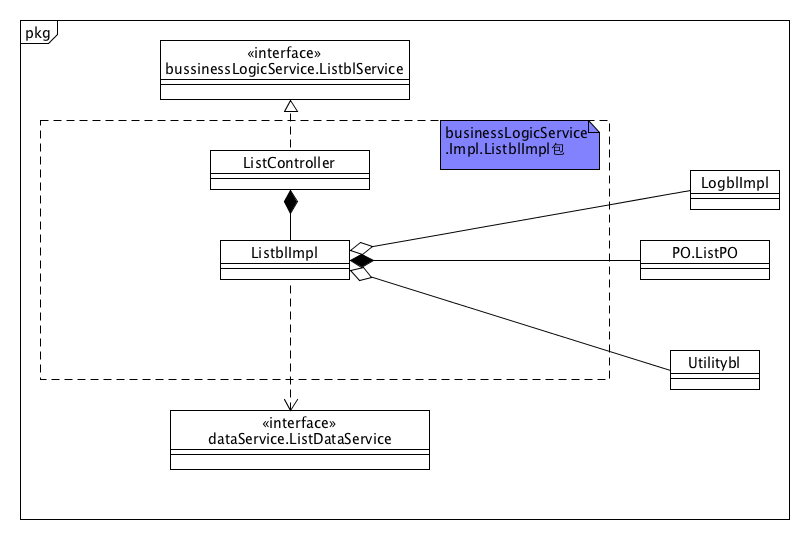 pkg
«interface»
bussinessLogicService.ListblService
businessLogicService
.Impl.ListblImpl包
ListController
LogblImpl
ListblImpl
PO.ListPO
Utilitybl
«interface»
dataService.ListDataService